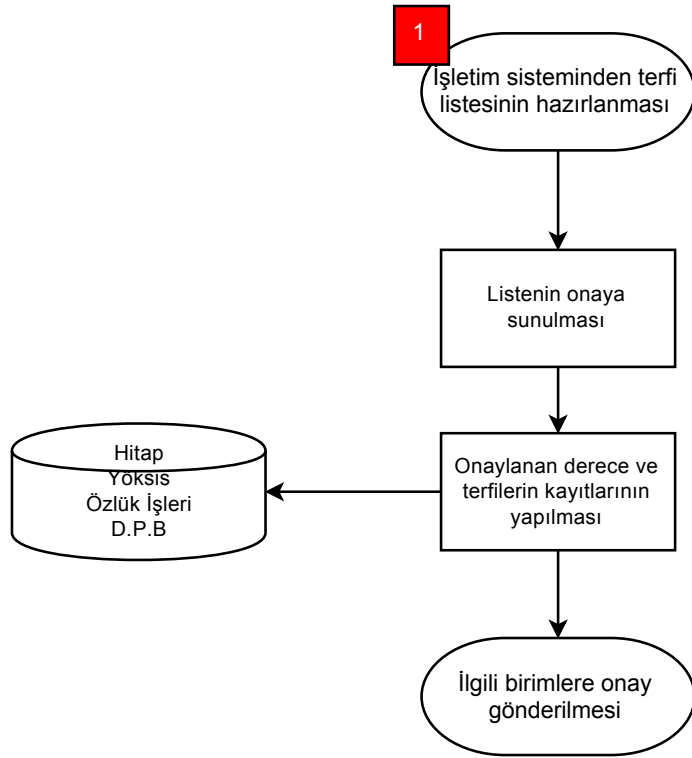 1
İşletim sisteminden terfi
listesinin hazırlanması
Listenin onaya
sunulması
Onaylanan derece ve
terfilerin kayıtlarının
yapılması
Hitap
Yöksis
Özlük İşleri
D.P.B
İlgili birimlere onay
gönderilmesi